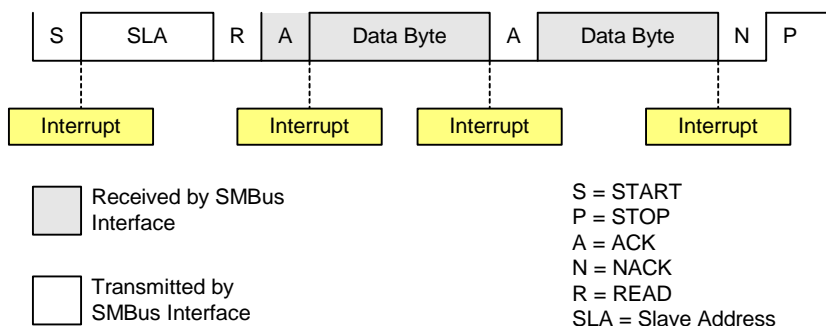 S SLA R A Data Byte A Data Byte N P
Interrupt Interrupt Interrupt Interrupt
Received by SMBus
Interface
Transmitted by
SMBus Interface
S = START
P = STOP
A = ACK
N = NACK
R = READ
SLA = Slave Address